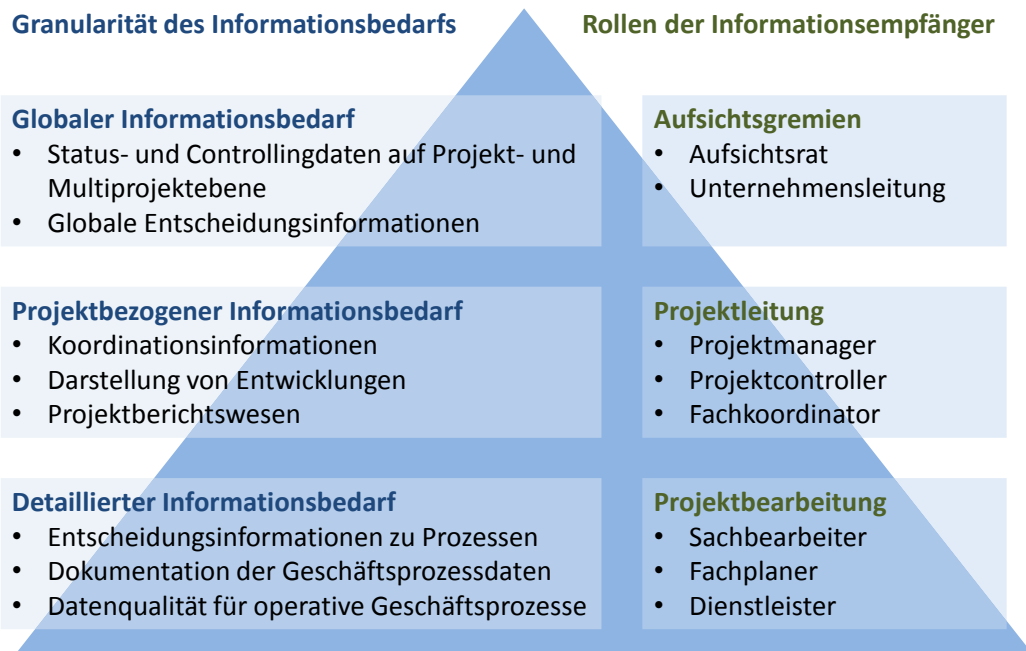 Granularität des Informationsbedarfs
Rollen der Informationsempfänger
Globaler Informationsbedarf
• Status- und Controllingdaten auf Projekt- und
Multiprojektebene
• Globale Entscheidungsinformationen
Aufsichtsgremien
• Aufsichtsrat
• Unternehmensleitung
Projektbezogener Informationsbedarf
• Koordinationsinformationen
• Darstellung von Entwicklungen
• Projektberichtswesen
Projektleitung
• Projektmanager
• Projektcontroller
• Fachkoordinator
Detaillierter Informationsbedarf
• Entscheidungsinformationen zu Prozessen
• Dokumentation der Geschäftsprozessdaten
• Datenqualität für operative Geschäftsprozesse
Projektbearbeitung
• Sachbearbeiter
• Fachplaner
• Dienstleister